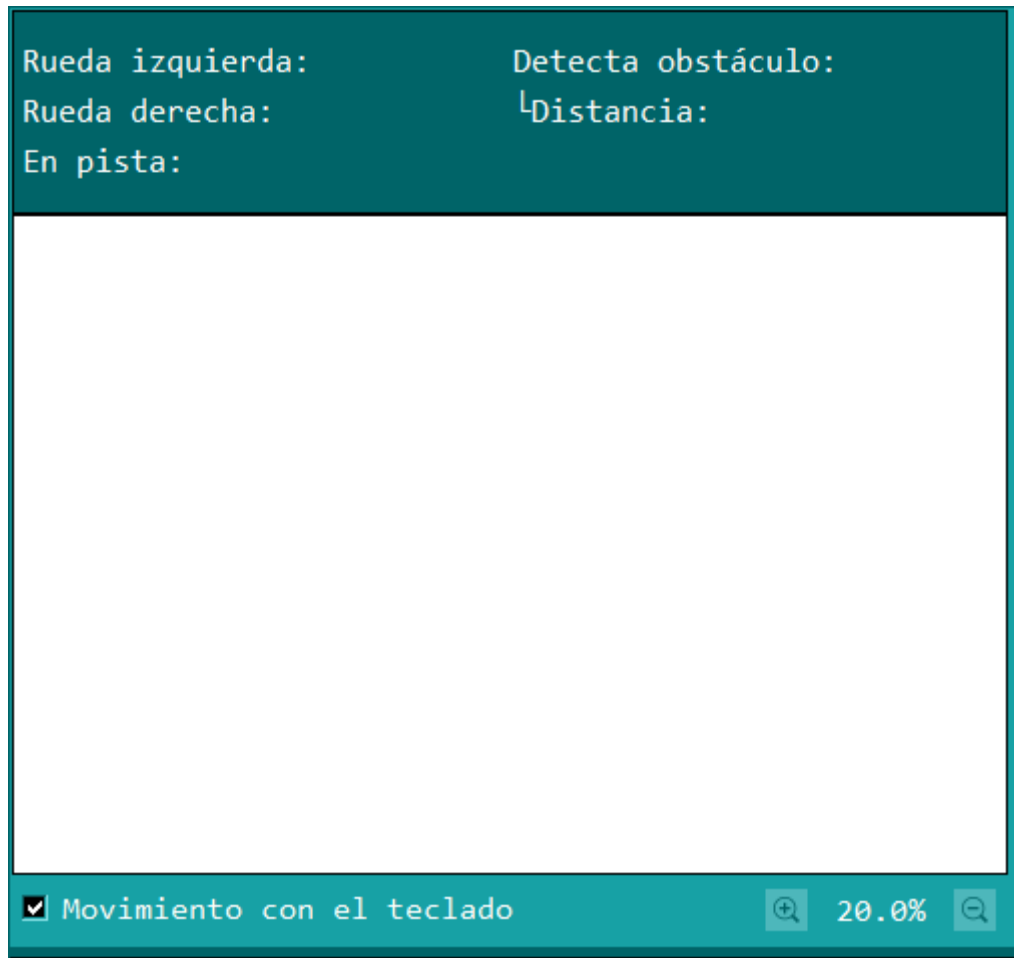 Rueda izquierda:
Rueda derecha:
En pista:
Detecta obstáculo:
└Distancia:
Movimiento con el teclado
20.0%